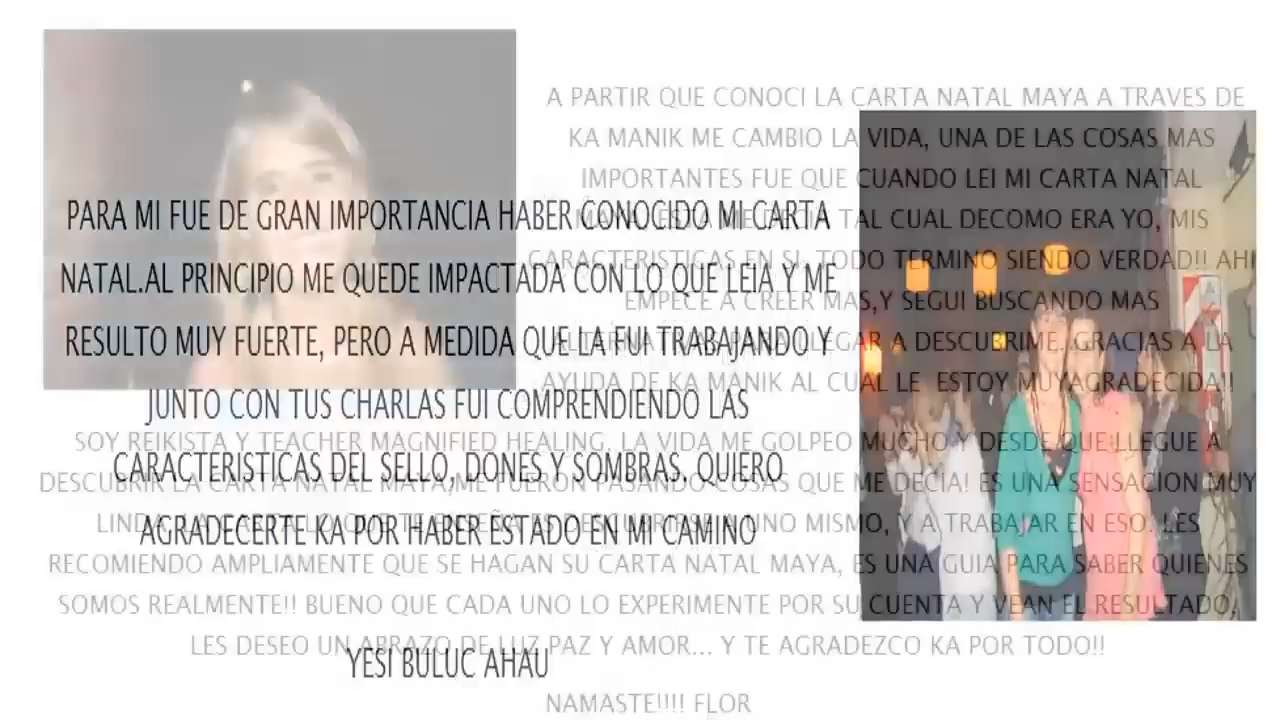 PARA MI FUE DE GRAN IMPORTANCIA HABER CONOCIDO MI CARTA
NATAL.AL PRINCIPIO ME QUEDE IMPACTADA CON LO QUE LEIA Y ME
RESULTO MUY FUERTE, PERO A MEDIDA QUE LA FUI TRABAJANDO Y
JUNTO CON TUS CHARLAS FUI COMPRENDIENDO LAS
CARACTERISTICAS DEL SELLO, DONES Y SOMBRAS. QUIERO
AGRADECERTE KA POR HABER ESTADO EN MI CAMINO
YESI BULUC AHAU
A PARTIR QUE CONOCI LA CARTA NATAL MAYA A TRAVES DE
KA MANIK ME CAMBIO LA VIDA, UNA DE LAS COSAS MAS
IMPORTANTES FUE QUE CUANDO LEI MI CARTA NATAL
TAL CUAL DECOMO ERA YO, MIS
CARACTERISTICAS EN SI, TODO TERMINO SIENDO VERDAD!! AHI
EMPECE A CREER MAS,Y SEGUI BUSCANDO MAS
A DESCUBRIME. GRACIAS A LA
AYUDA DE KA MANIK AL CUAL LE ESTOY MUYAGRADECIDA!!
SOY REIKISTA Y TEACHER MAGNIFIED HEALING, LA VIDA ME GOLPEO MUCHO Y DESDE QUE LLEGUE A
DESCUBRIR LA CARTA NATAL MAYA,ME FUERON PASANDO COSAS QUE ME DECIA! ES UNA SENSACION MUY
LINDA, UNO MISMO, Y A TRABAJAR EN ESO. LES
RECOMIENDO AMPLIAMENTE QUE SE HAGAN SU CARTA NATAL MAYA, ES UNA GUIA PARA SABER QUIENES
SOMOS REALMENTE!! BUENO QUE CADA UNO LO EXPERIMENTE POR SU CUENTA Y VEAN EL RESULTADO,
LES DESEO UN ABRAZO DE LUZ PAZ Y AMOR... Y TE AGRADEZCO KA POR TODO!!
NAMASTE!!!! FLOR